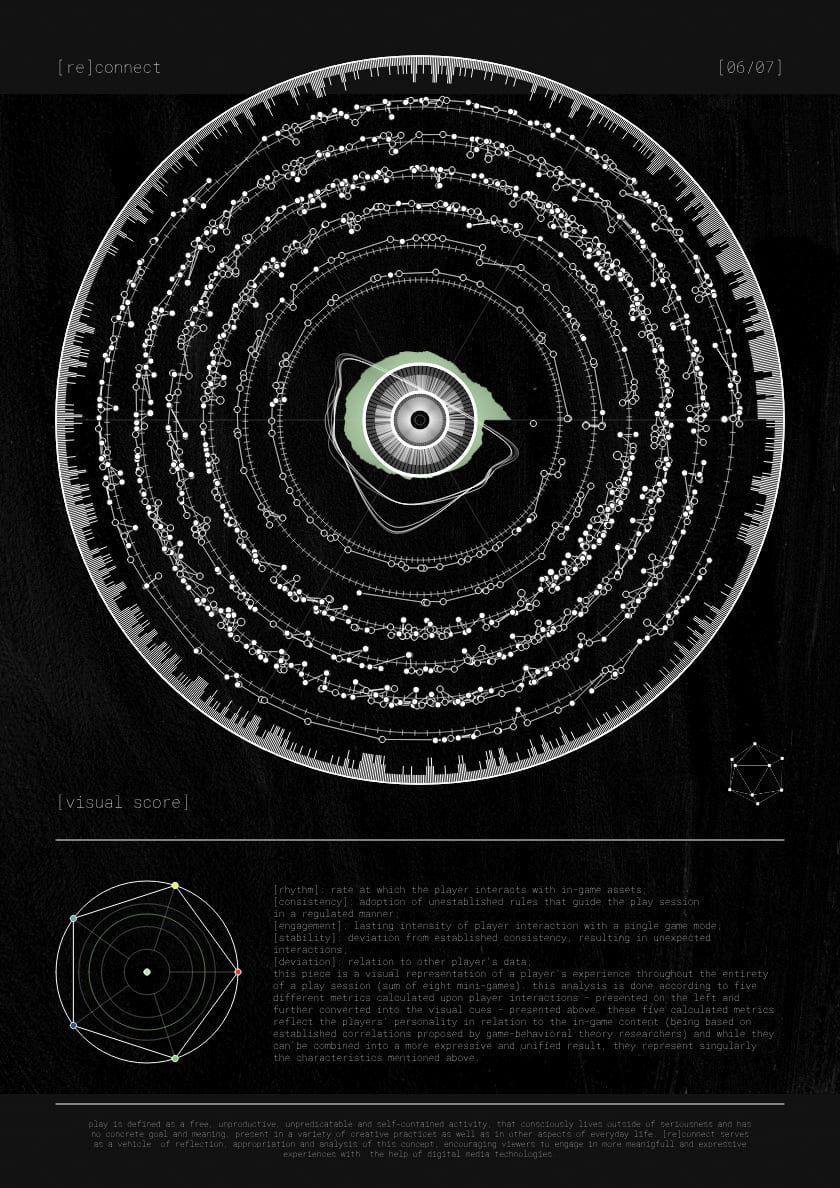 [re]connect
[06/07]
[visual score]
[rhythm]: rate at which the player interacts with in-game assets;
[consistency]: adoption of unestablished rules that guide the play session
in a regulated manner;
[engagement]: lasting intensity of player interaction with a single game mode;
[stability]: deviation from established consistency, resulting in unexpected
interactions;
[deviation]: relation to other player's data;
this piece is a visual representation of a player's experience throughout the entirety
of a play session (sum of eight mini-games). this analysis is done according to five
different metrics calculated upon player interactions - presented on the left and
further converted into the visual cues - presented above. these five calculated metrics
reflect the players' personality in relation to the in-game content (being based on
established correlations proposed by game-behavioral theory researchers) and while they
can be combined into a more expressive and unified result, they represent singularly
the characteristics mentioned above.
play is defined as a free, unproductive, unpredicatable and self-contained activity, that consciously lives outside of seriousness and has
no concrete goal and meaning, present in a variety of creative practices as well as in other aspects of everyday life. [re]connect serves
as a vehicle of reflection, appropriation and analysis of this concept, encouraging viewers to engage in more meanigfull and expressive
experiences with the help of digital media technologies.